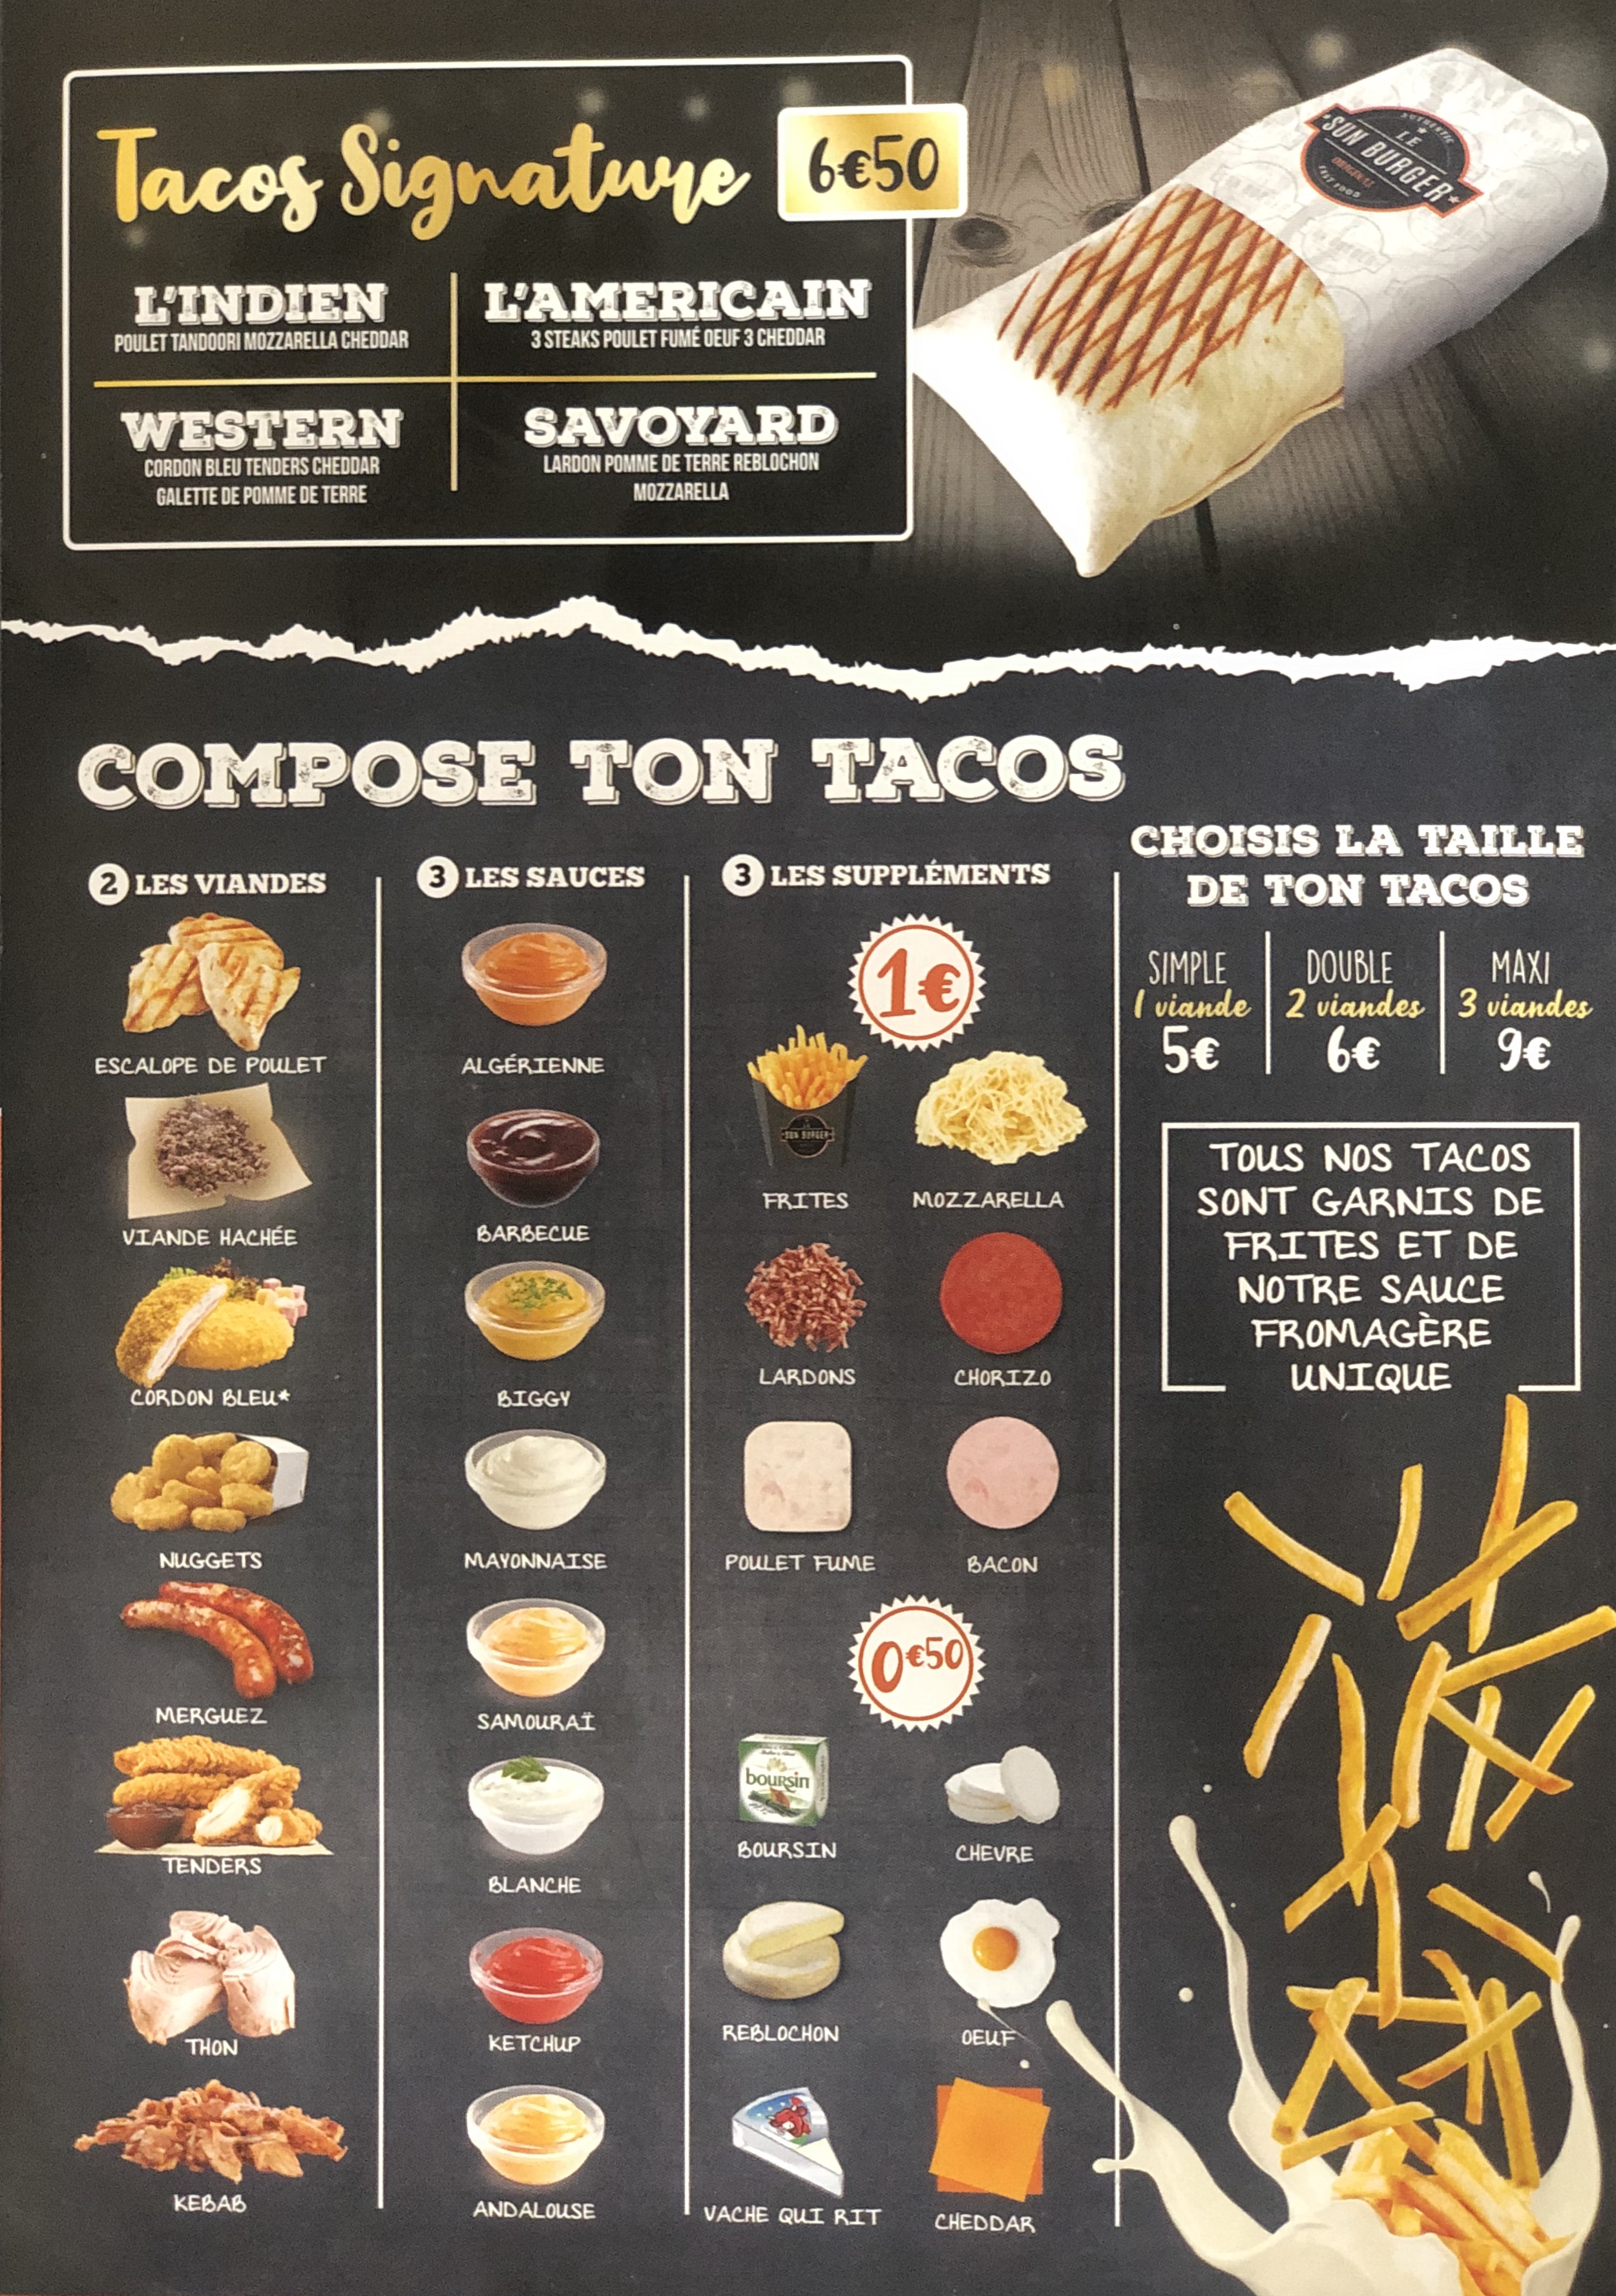 Tacos Signature
6€50
AUTHENTIC
LE
SUN BURGER
ORIGINALE
FAST FOOD
L'INDIEN
POULET TANDOORI MOZZARELLA CHEDDAR
L'AMERICAIN
3 STEAKS POULET FUMÉ OEUF 3 CHEDDAR
WESTERN
CORDON BLEU TENDERS CHEDDAR
GALETTE DE POMME DE TERRE
SAVOYARD
LARDON POMME DE TERRE REBLOCHON
MOZZARELLA
COMPOSE TON TACOS
2 LES VIANDES
ESCALOPE DE POULET
VIANDE HACHÉE
CORDON BLEU*
NUGGETS
MERGUEZ
TENDERS
THON
KEBAB
3 LES SAUCES
ALGÉRIENNE
BARBECUE
BIGGY
MAYONNAISE
SAMOURAÏ
BLANCHE
KETCHUP
ANDALOUSE
3 LES SUPPLÉMENTS
1€
SUN BURGER
FRITES
MOZZARELLA
LARDONS
CHORIZO
POULET FUME
BACON
0€50
boursin
BOURSIN
CHEVRE
REBLOCHON
OEUF
VACHE QUI RIT
CHEDDAR
CHOISIS LA TAILLE
DE TON TACOS
SIMPLE
1 viande
5€
DOUBLE
2 viandes
6€
MAXI
3 viandes
9€
TOUS NOS TACOS
SONT GARNIS DE
FRITES ET DE
NOTRE SAUCE
FROMAGÈRE
UNIQUE